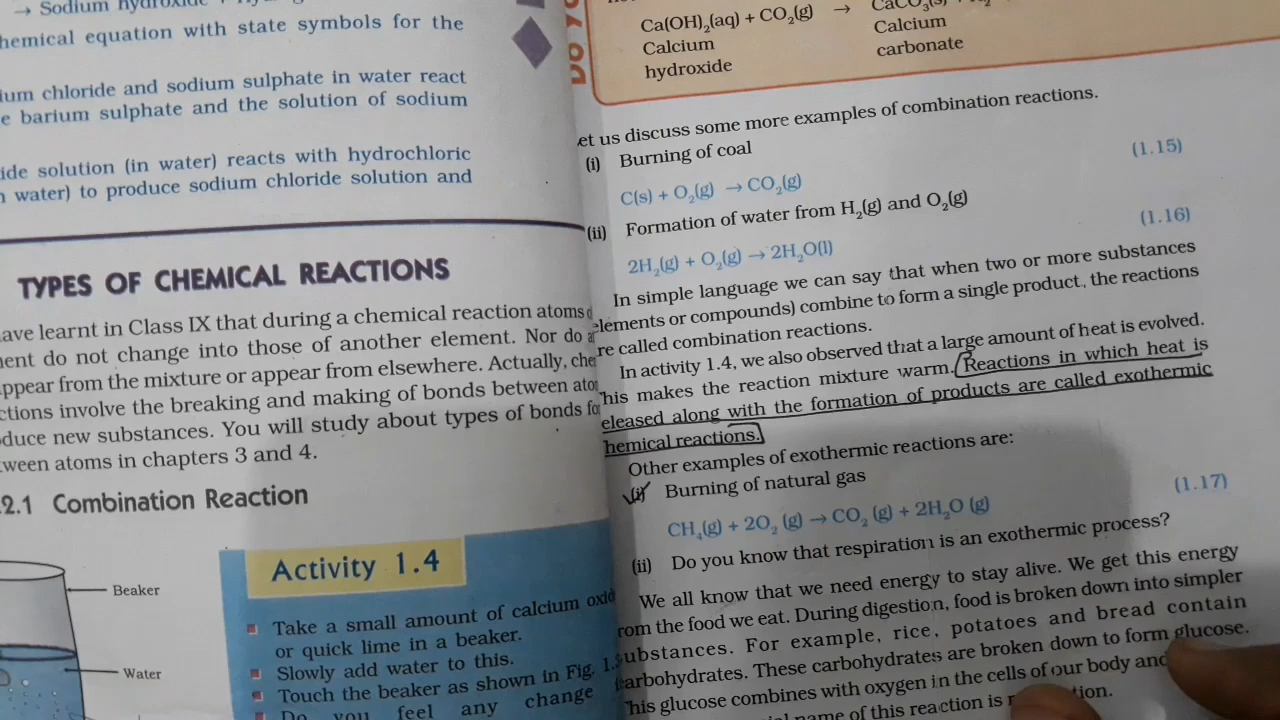 → Sodium hydroxide +
hemical equation with state symbols for the
ium chloride and sodium sulphate in water react
e barium sulphate and the solution of sodium
ide solution (in water) reacts with hydrochloric
n water) to produce sodium chloride solution and
TYPES OF CHEMICAL REACTIONS
ave learnt in Class IX that during a chemical reaction atoms
ent do not change into those of another element. Nor do
ppear from the mixture or appear from elsewhere. Actually, che
ctions involve the breaking and making of bonds between ato
duce new substances. You will study about types of bonds fo
ween atoms in chapters 3 and 4.
.2.1 Combination Reaction
Beaker
Water
Activity 1.4
Take a small amount of calcium oxid
or quick lime in a beaker.
Slowly add water to this.
Touch the beaker as shown in Fig. 1.
Do you feel any change
DO YO
Ca(OH)₂(aq) + CO₂(g) → CaCO₃(s)
Calcium Calcium
hydroxide carbonate
et us discuss some more examples of combination reactions.
(i) Burning of coal
C(s) + O₂(g) → CO₂(g) (1.15)
(ii) Formation of water from H₂(g) and O₂(g)
2H₂(g) + O₂(g) → 2H₂O(l) (1.16)
In simple language we can say that when two or more substances
elements or compounds) combine to form a single product, the reactions
re called combination reactions.
In activity 1.4, we also observed that a large amount of heat is evolved.
his makes the reaction mixture warm. Reactions in which heat is
eleased along with the formation of products are called exothermic
hemical reactions.
Other examples of exothermic reactions are:
(i) Burning of natural gas
CH₄(g) + 2O₂ (g) → CO₂ (g) + 2H₂O (g) (1.17)
(ii) Do you know that respiration is an exothermic process?
We all know that we need energy to stay alive. We get this energy
rom the food we eat. During digestion, food is broken down into simpler
ubstances. For example, rice, potatoes and bread contain
arbohydrates. These carbohydrates are broken down to form glucose.
his glucose combines with oxygen in the cells of our body and
name of this reaction is tion.